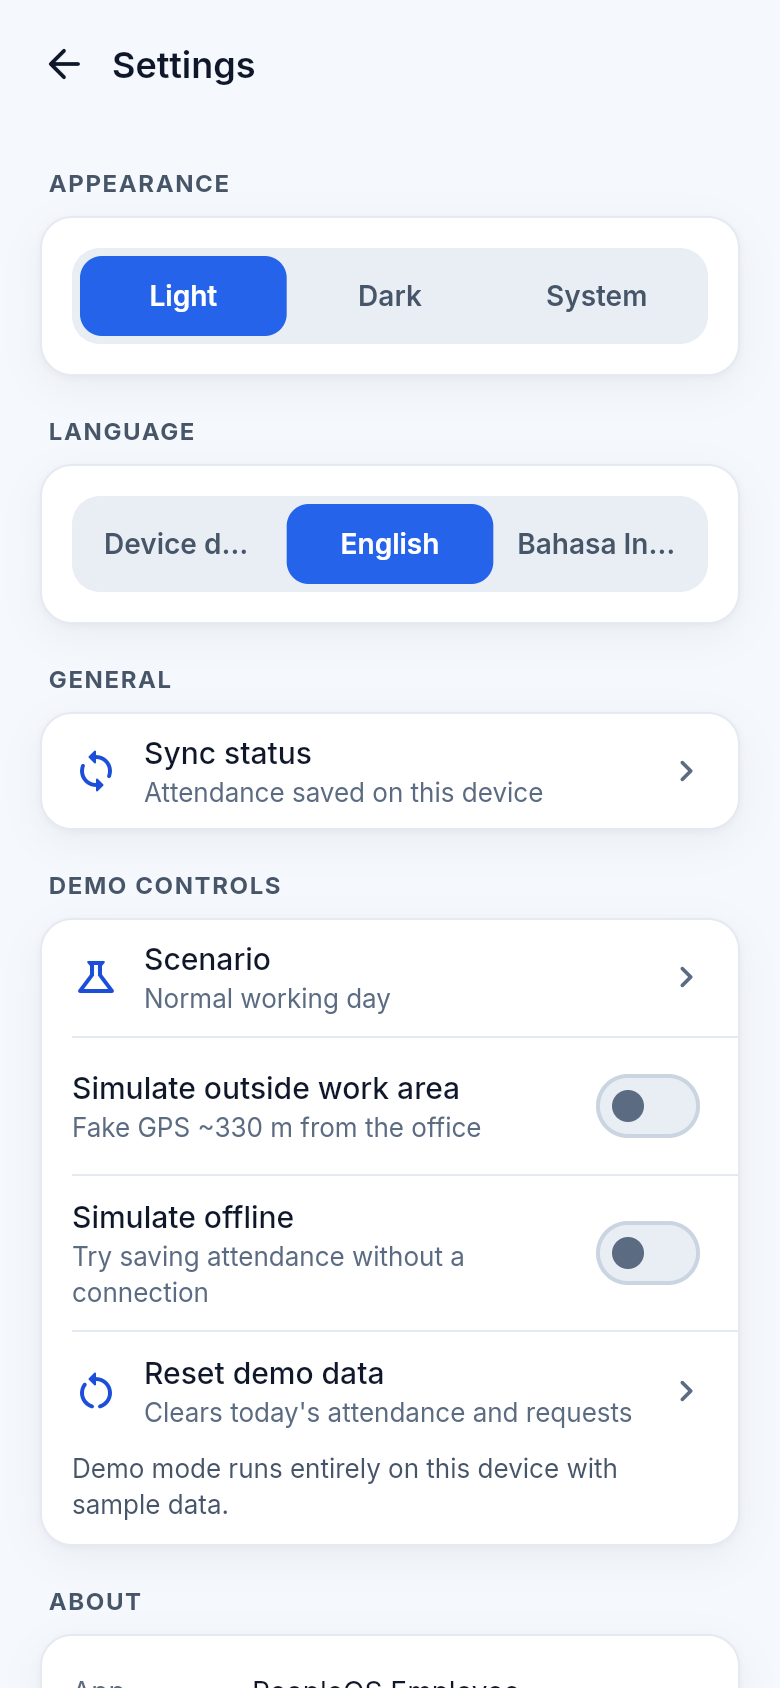 Settings
APPEARANCE
Light
Dark
System
LANGUAGE
Device d...
English
Bahasa In...
GENERAL
Sync status
Attendance saved on this device
DEMO CONTROLS
Scenario
Normal working day
Simulate outside work area
Fake GPS ~330 m from the office
Simulate offline
Try saving attendance without a
connection
Reset demo data
Clears today's attendance and requests
Demo mode runs entirely on this device with
sample data.
ABOUT
App
PeopleOS Employee